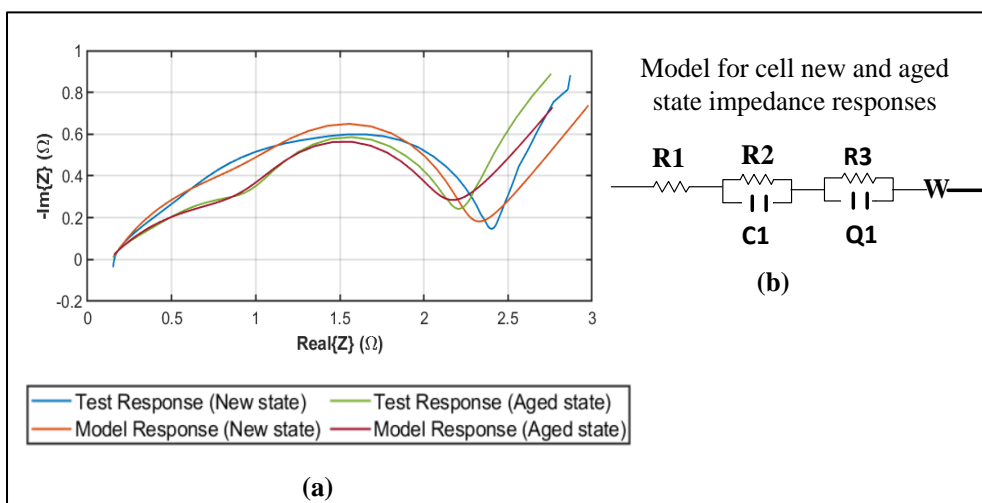 1
0.8
0.6
0.4
0.2
0
-0.2
-Im{Z} (Ω)
0 0.5 1 1.5 2 2.5 3
Real{Z} (Ω)
Test Response (New state) Test Response (Aged state)
Model Response (New state) Model Response (Aged state)
(a)
Model for cell new and aged
state impedance responses
R1 R2 R3 W
C1 Q1
(b)